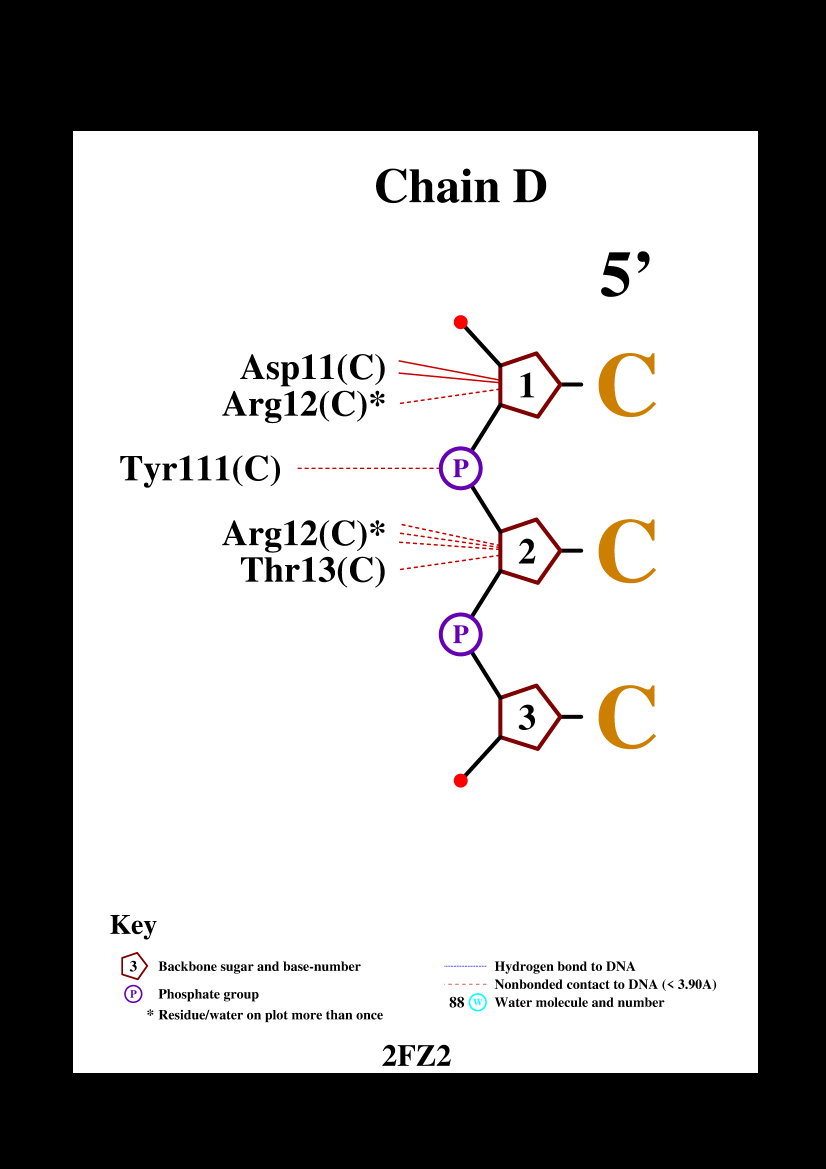 Chain D
5’
Asp11(C)
1 C
Arg12(C)*
Tyr111(C) P
Arg12(C)*
2 C
Thr13(C)
P
3 C
Key
3 Backbone sugar and base-number
P Phosphate group
* Residue/water on plot more than once
Hydrogen bond to DNA
Nonbonded contact to DNA (< 3.90A)
88 W Water molecule and number
2FZ2